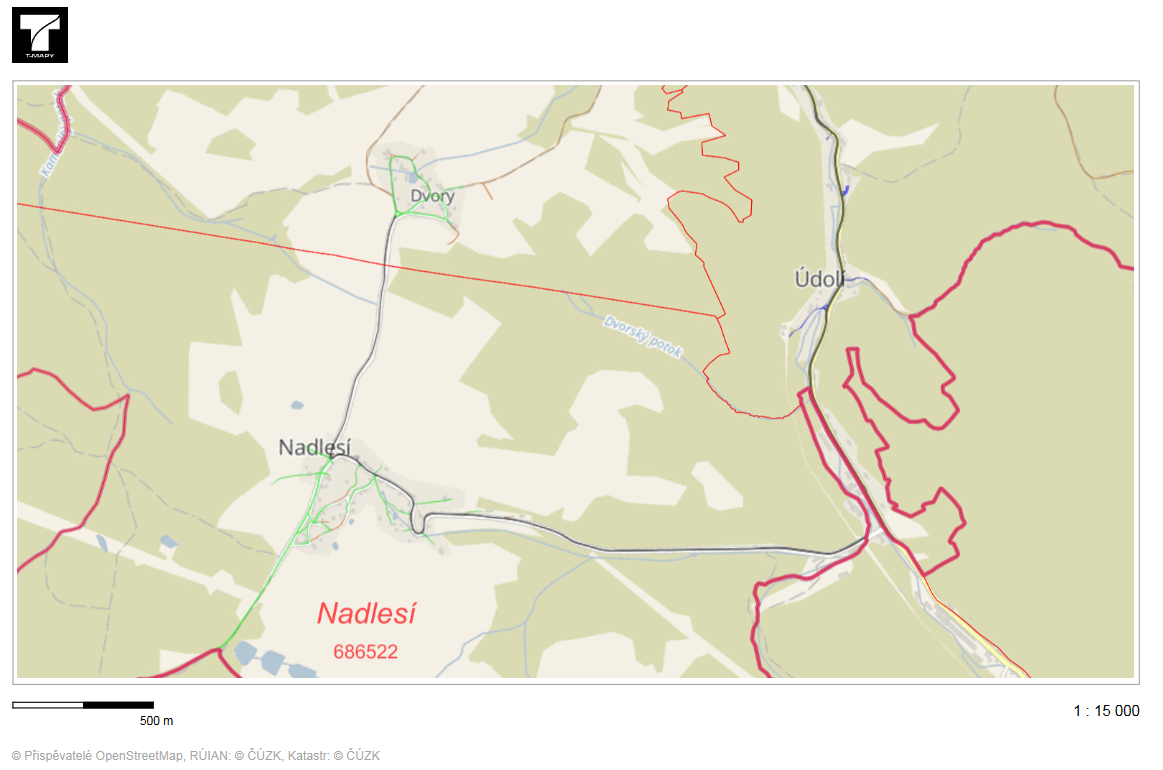 T-MAPY
Dvory
Údolí
Dvorský potok
Nadlesí
Nadlesí
686522
500 m
1 : 15 000
© Přispěvatelé OpenStreetMap, RÚIAN: © ČÚZK, Katastr: © ČÚZK